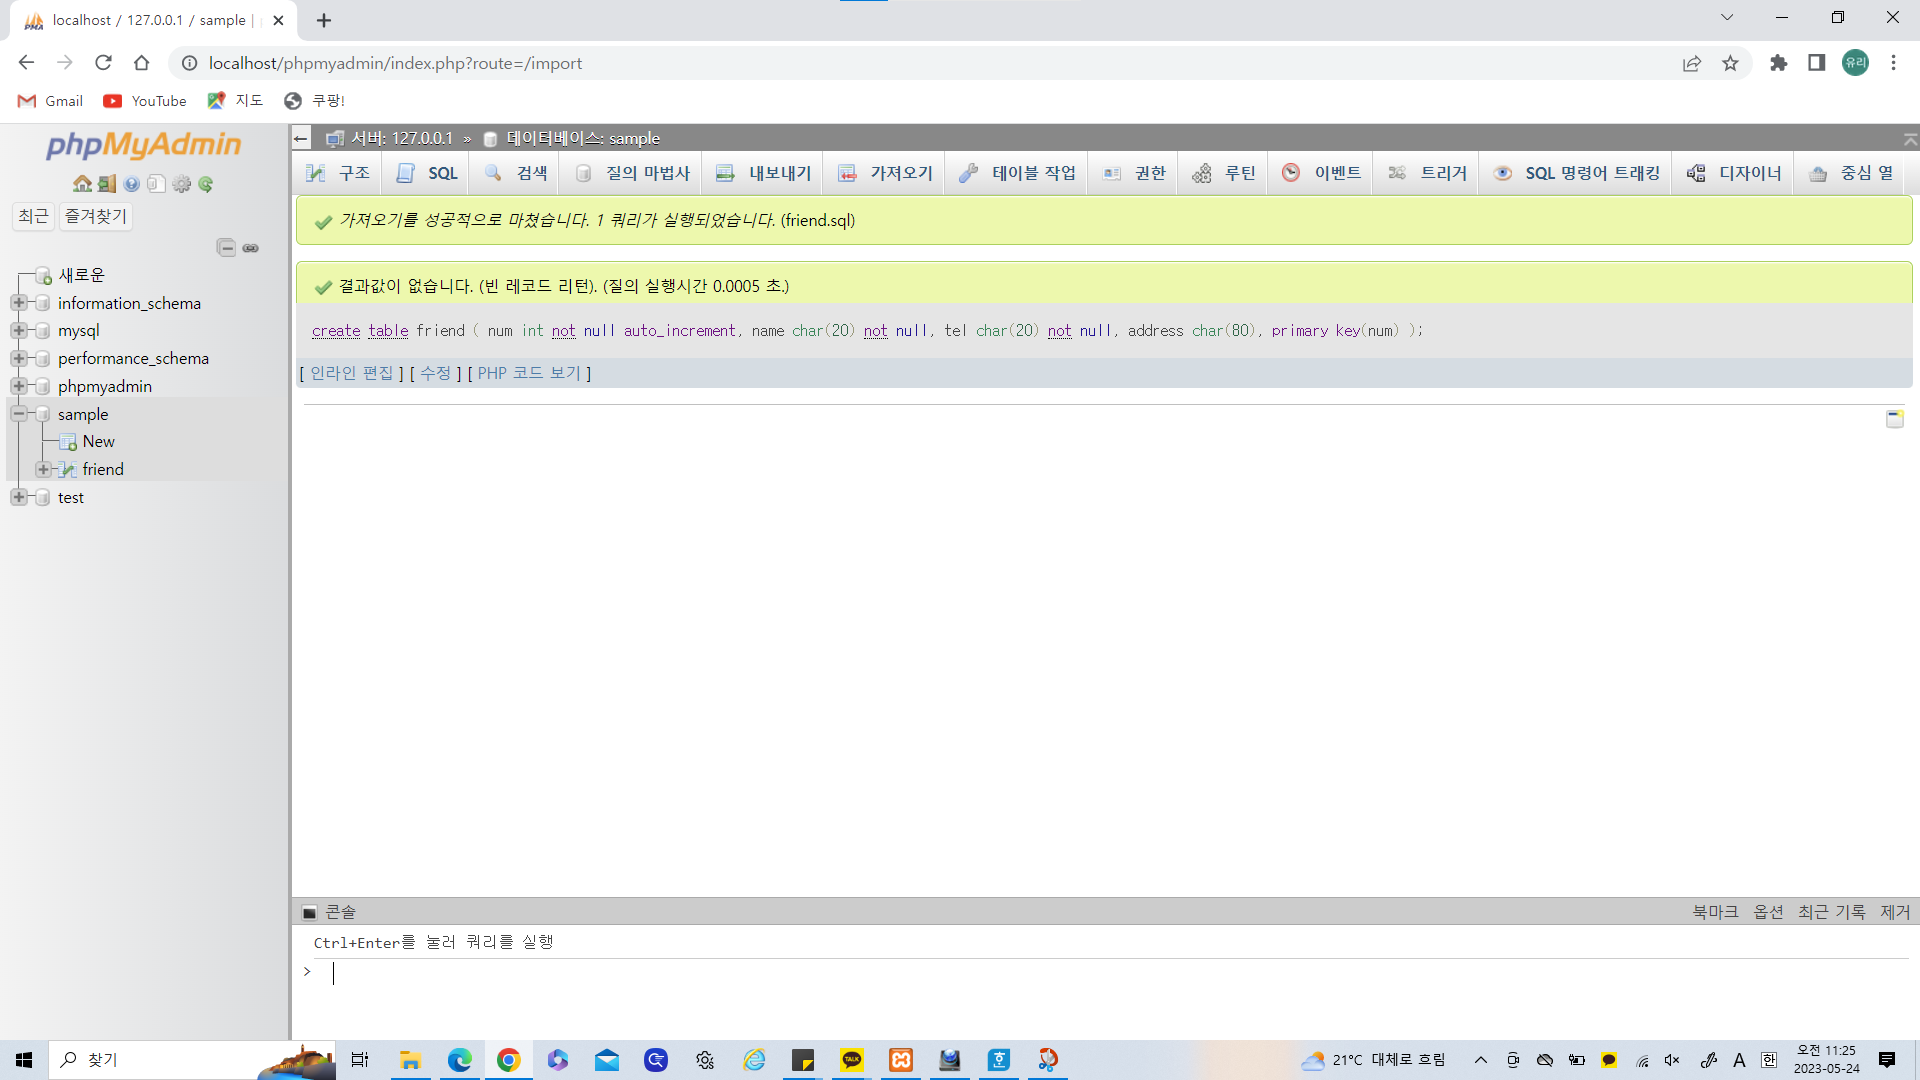 localhost / 127.0.0.1 / sample |
localhost/phpmyadmin/index.php?route=/import
유리
Gmail
YouTube
지도
쿠팡!
phpMyAdmin
최근
즐겨찾기
새로운
information_schema
mysql
performance_schema
phpmyadmin
sample
New
friend
test
서버: 127.0.0.1 » 데이터베이스: sample
구조
SQL
검색
질의 마법사
내보내기
가져오기
테이블 작업
권한
루틴
이벤트
트리거
SQL 명령어 트래킹
디자이너
중심 열
가져오기를 성공적으로 마쳤습니다. 1 쿼리가 실행되었습니다. (friend.sql)
결과값이 없습니다. (빈 레코드 리턴). (질의 실행시간 0.0005 초.)
create table friend ( num int not null auto_increment, name char(20) not null, tel char(20) not null, address char(80), primary key(num) );
[ 인라인 편집 ] [ 수정 ] [ PHP 코드 보기 ]
콘솔
북마크 옵션 최근 기록 제거
Ctrl+Enter를 눌러 쿼리를 실행
>
찾기
TALK
21°C 대체로 흐림
A
한
오전 11:25
2023-05-24